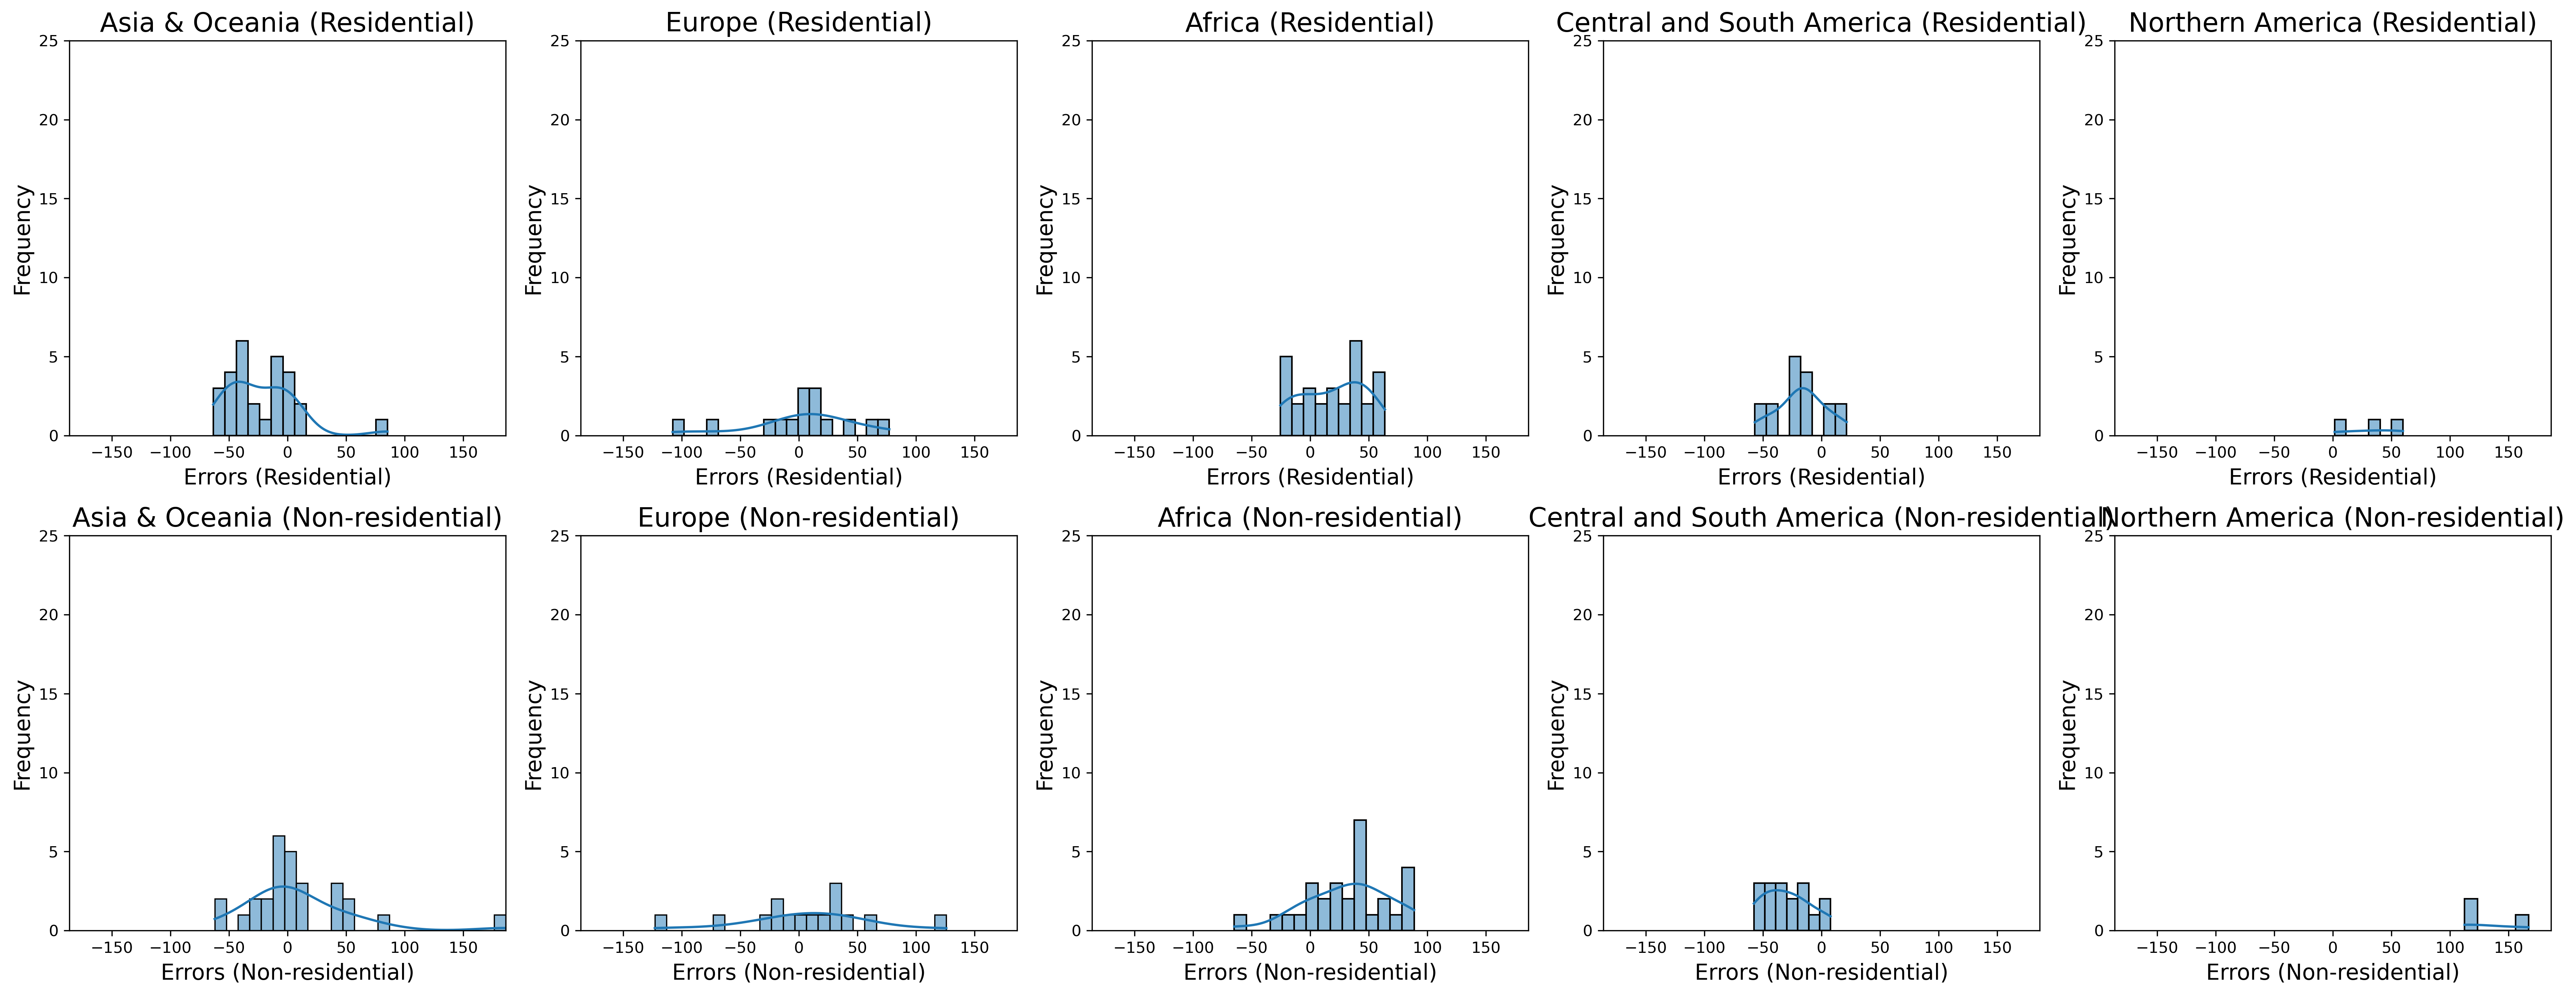 Asia & Oceania (Residential)
25
20
15
10
5
0
Frequency
−150 −100 −50 0 50 100 150
Errors (Residential)
Europe (Residential)
25
20
15
10
5
0
Frequency
−150 −100 −50 0 50 100 150
Errors (Residential)
Africa (Residential)
25
20
15
10
5
0
Frequency
−150 −100 −50 0 50 100 150
Errors (Residential)
Central and South America (Residential)
25
20
15
10
5
0
Frequency
−150 −100 −50 0 50 100 150
Errors (Residential)
Northern America (Residential)
25
20
15
10
5
0
Frequency
−150 −100 −50 0 50 100 150
Errors (Residential)
Asia & Oceania (Non-residential)
25
20
15
10
5
0
Frequency
−150 −100 −50 0 50 100 150
Errors (Non-residential)
Europe (Non-residential)
25
20
15
10
5
0
Frequency
−150 −100 −50 0 50 100 150
Errors (Non-residential)
Africa (Non-residential)
25
20
15
10
5
0
Frequency
−150 −100 −50 0 50 100 150
Errors (Non-residential)
Central and South America (Non-residential)
25
20
15
10
5
0
Frequency
−150 −100 −50 0 50 100 150
Errors (Non-residential)
Northern America (Non-residential)
25
20
15
10
5
0
Frequency
−150 −100 −50 0 50 100 150
Errors (Non-residential)